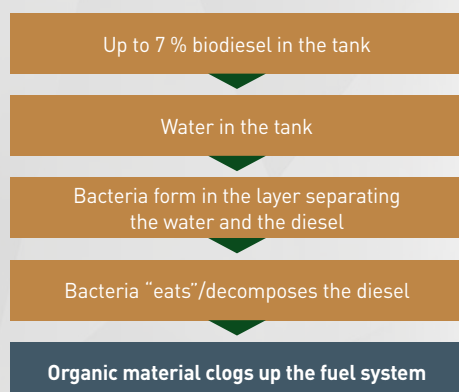 Up to 7 % biodiesel in the tank
Water in the tank
Bacteria form in the layer separating
the water and the diesel
Bacteria “eats”/decomposes the diesel
Organic material clogs up the fuel system